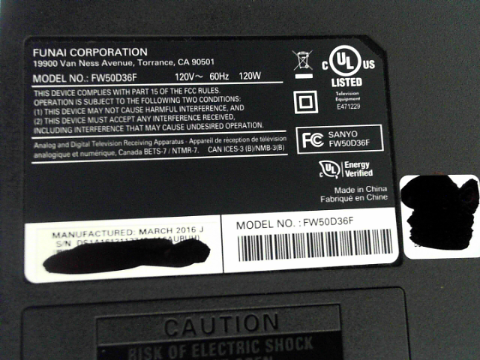 FUNAI CORPORATION
19900 Van Ness Avenue, Torrance, CA 90501
MODEL NO.: FW50D36F 120V~ 60Hz 120W
THIS DEVICE COMPLIES WITH PART 15 OF THE FCC RULES.
OPERATION IS SUBJECT TO THE FOLLOWING TWO CONDITIONS:
(1) THIS DEVICE MAY NOT CAUSE HARMFUL INTERFERENCE, AND
(2) THIS DEVICE MUST ACCEPT ANY INTERFERENCE RECEIVED,
INCLUDING INTERFERENCE THAT MAY CAUSE UNDESIRED OPERATION.
Analog and Digital Television Receiving Apparatus - Appareil de réception de télévision
analogique et numérique, Canada BETS-7 / NTMR-7. CAN ICES-3 (B)/NMB-3(B)
C UL US
LISTED
Television
Equipment
E471229
FC SANYO
FW50D36F
UL Energy
Verified
Made in China
Fabriqué en Chine
MANUFACTURED: MARCH 2016 J
S/N
MODEL NO.: FW50D36F
CAUTION
RISK OF ELECTRIC SHOCK